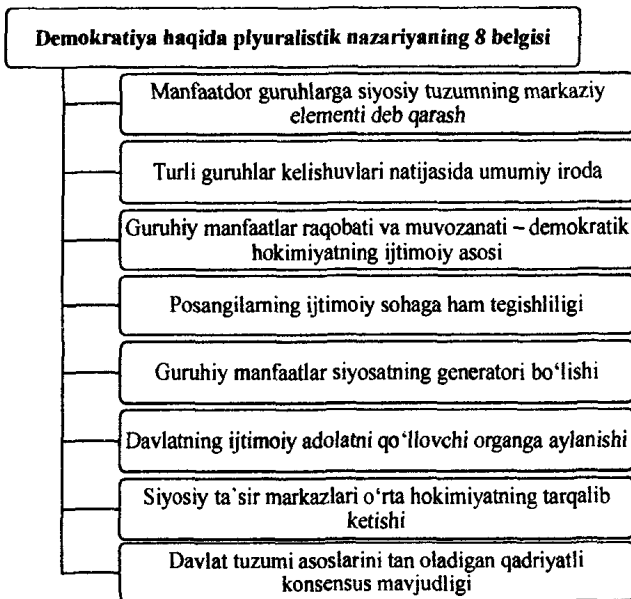 Demokratiya haqida plyuralistik nazariyaning 8 belgisi
Manfaatdor guruhlarga siyosiy tuzumning markaziy
elementi deb qarash
Turli guruhlar kelishuvlari natijasida umumiy iroda
Guruhiy manfaatlar raqobati va muvozanati – demokratik
hokimiyatning ijtimoiy asosi
Posangilarning ijtimoiy sohaga ham tegishliligi
Guruhiy manfaatlar siyosatning generatori bo‘lishi
Davlatning ijtimoiy adolatni qo‘llovchi organga aylanishi
Siyosiy ta`sir markazlari o‘rta hokimiyatning tarqalib
ketishi
Davlat tuzumi asoslarini tan oladigan qadriyatli
konsensus mavjudligi